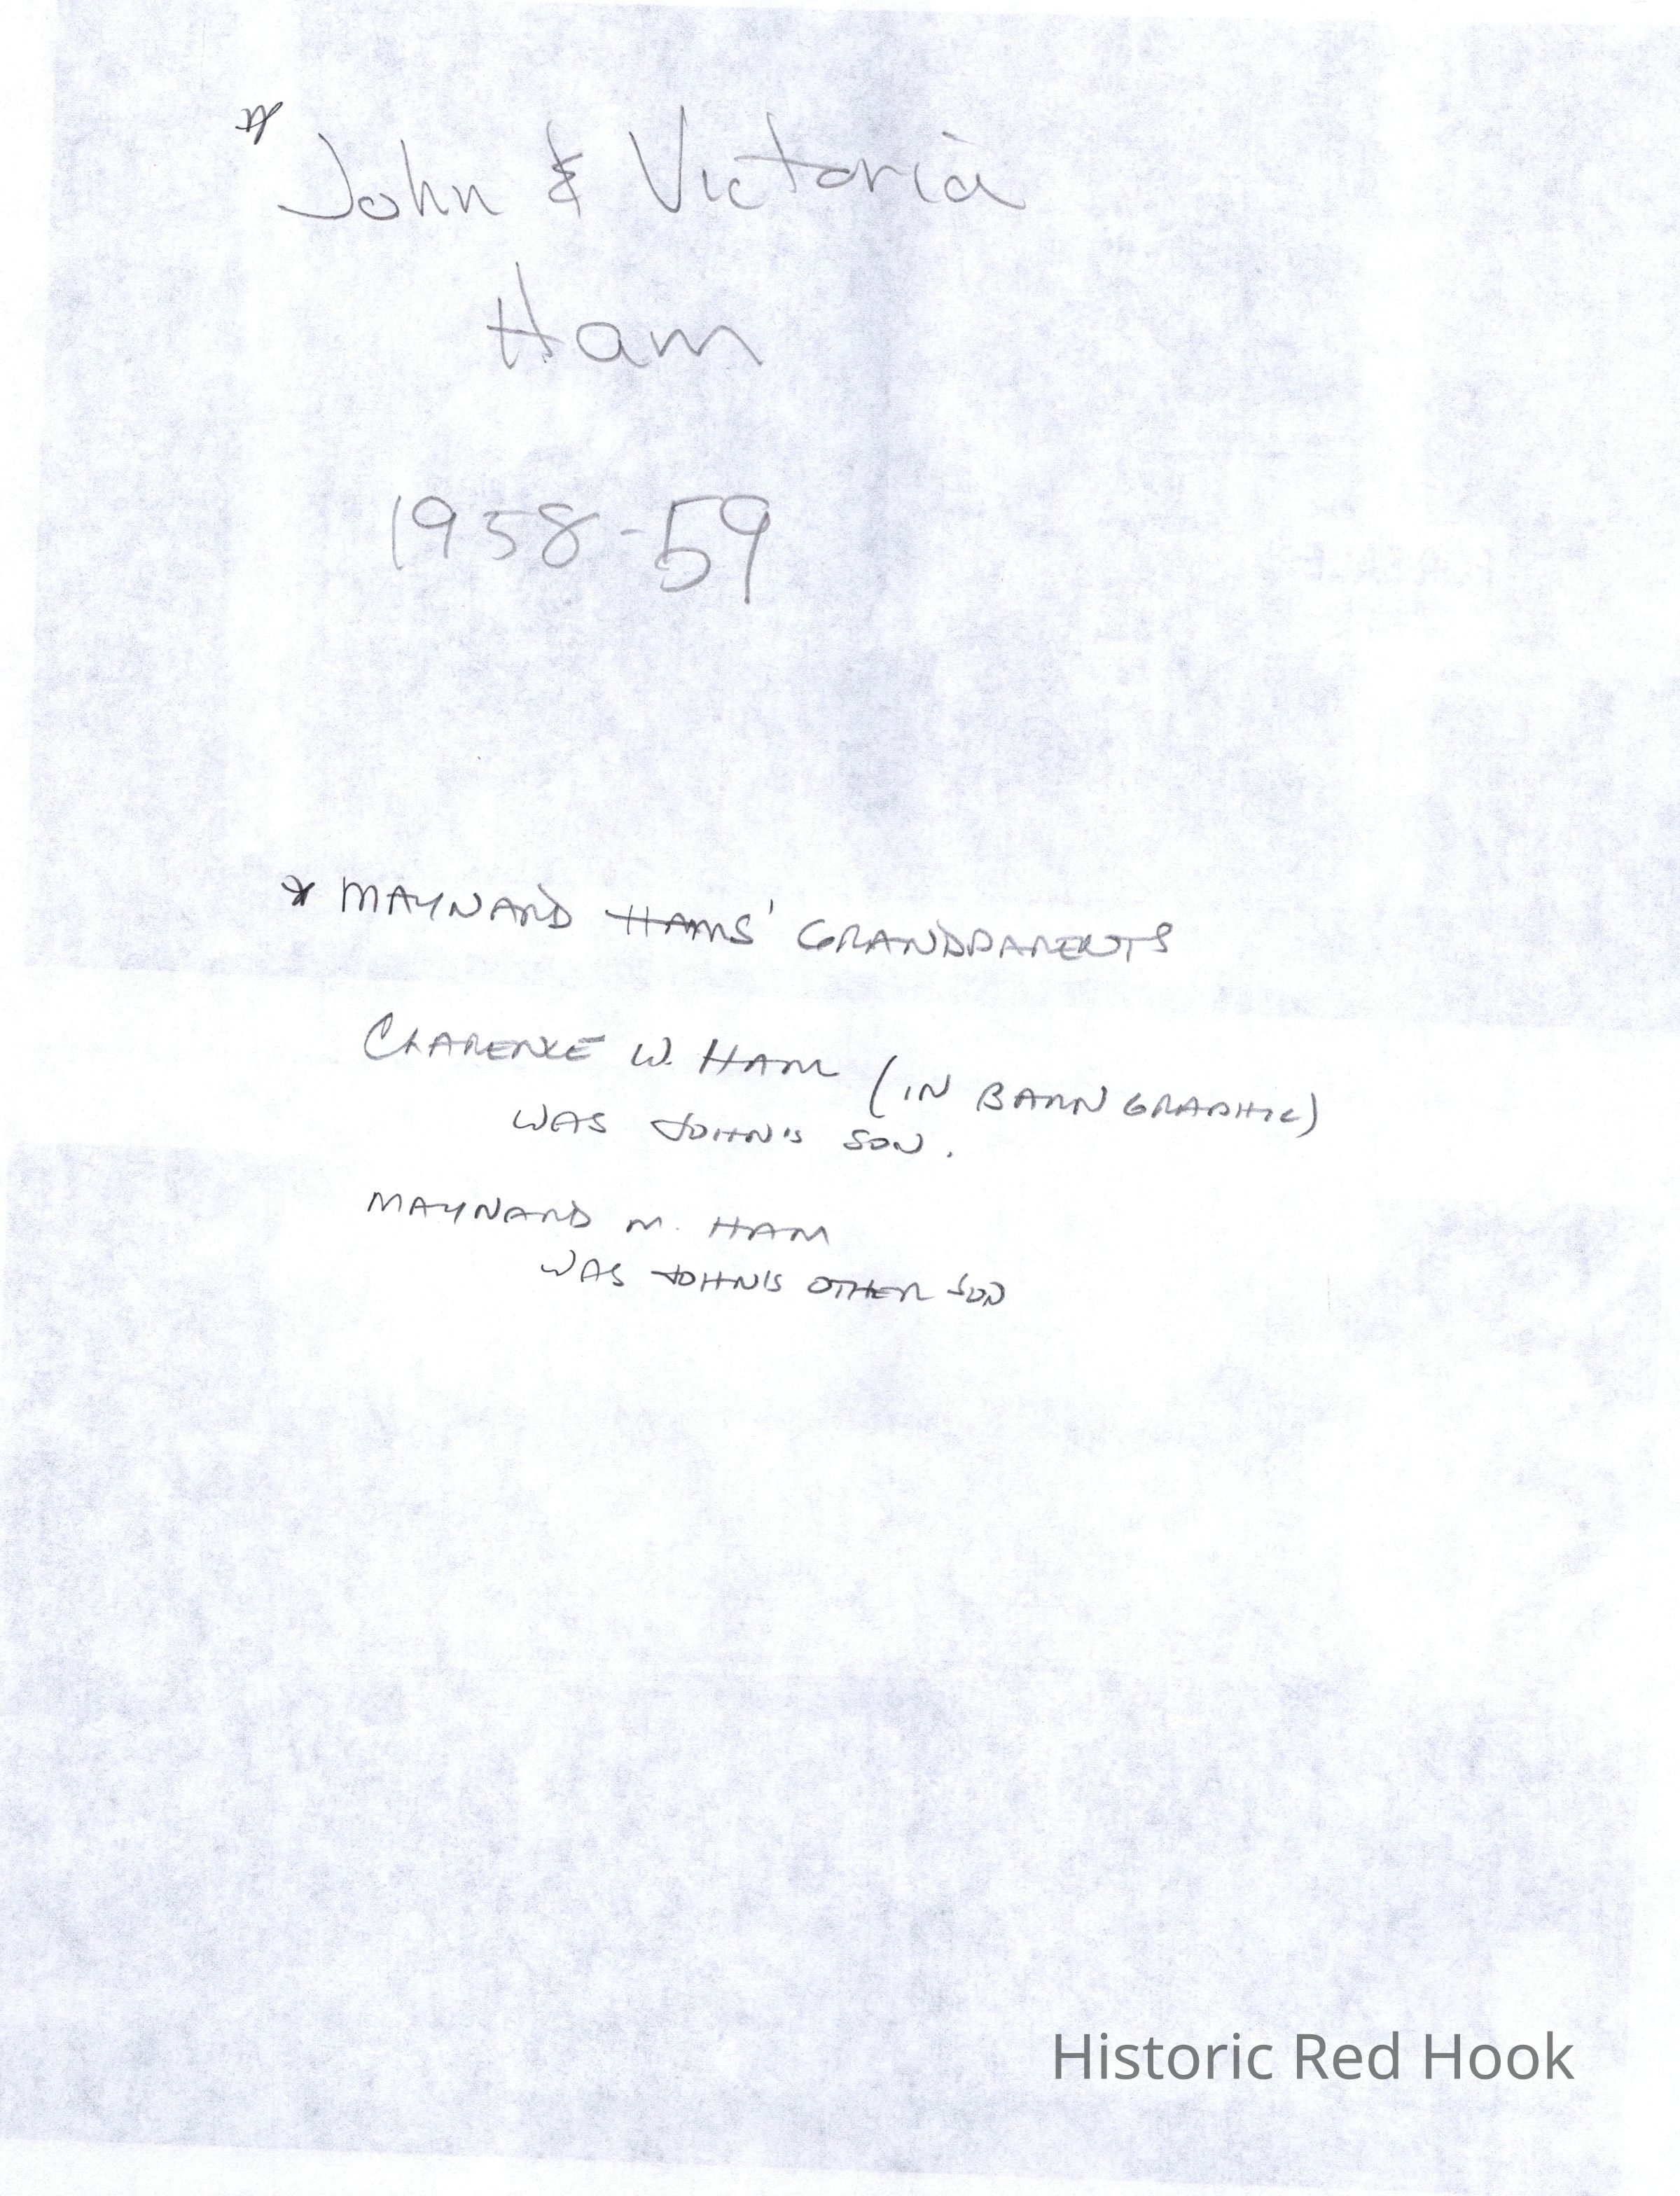 * John & Victoria
Ham
1958-59
* MAYNARD HAMS' GRANDPARENTS
CLARENCE W. HAM (IN BARN GRAPHIC)
WAS JOHN'S SON.
MAYNARD M. HAM
WAS JOHN'S OTHER SON
Historic Red Hook